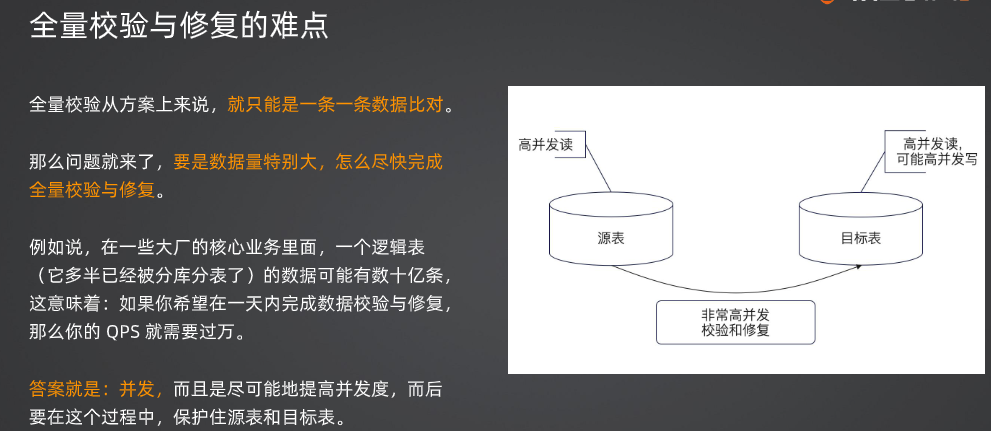 全量校验与修复的难点
全量校验从方案上来说，就只能是一条一条数据比对。
那么问题就来了，要是数据量特别大，怎么尽快完成
全量校验与修复。
例如说，在一些大厂的核心业务里面，一个逻辑表
（它多半已经被分库分表了）的数据可能有数十亿条，
这意味着：如果你希望在一天内完成数据校验与修复，
那么你的 QPS 就需要过万。
答案就是：并发，而且是尽可能地提高并发度，而后
要在这个过程中，保护住源表和目标表。
高并发读
高并发读，
可能高并发写
源表
目标表
非常高并发
校验和修复